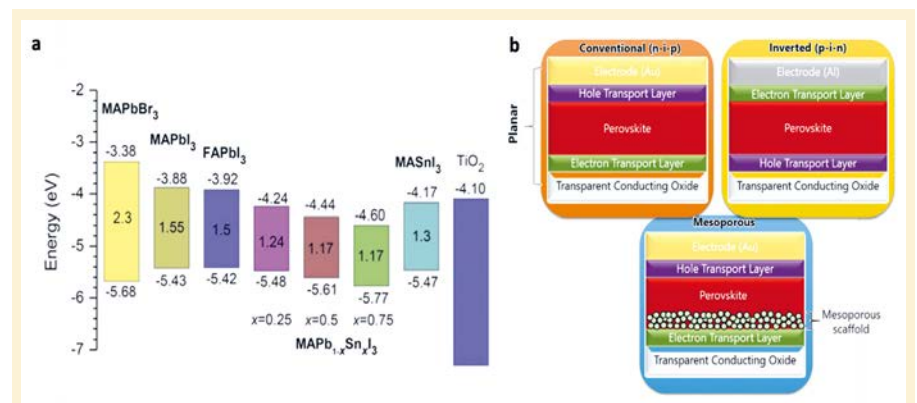 a
Energy (eV)
-2
-3
-4
-5
-6
-7
MAPbBr3
-3.38
2.3
-5.68
MAPbI3
-3.88
1.55
-5.43
FAPbI3
-3.92
1.5
-5.42
-4.24
1.24
-5.48
x=0.25
-4.44
1.17
-5.61
x=0.5
-4.60
1.17
-5.77
x=0.75
MAPb1-xSnxI3
MASnI3
-4.17
1.3
-5.47
TiO2
-4.10
b
Planar
Conventional (n-i-p)
Electrode (Au)
Hole Transport Layer
Perovskite
Electron Transport Layer
Transparent Conducting Oxide
Inverted (p-i-n)
Electrode (Al)
Electron Transport Layer
Perovskite
Hole Transport Layer
Transparent Conducting Oxide
Mesoporous
Electrode (Au)
Hole Transport Layer
Perovskite
Electron Transport Layer
Transparent Conducting Oxide
Mesoporous
scaffold